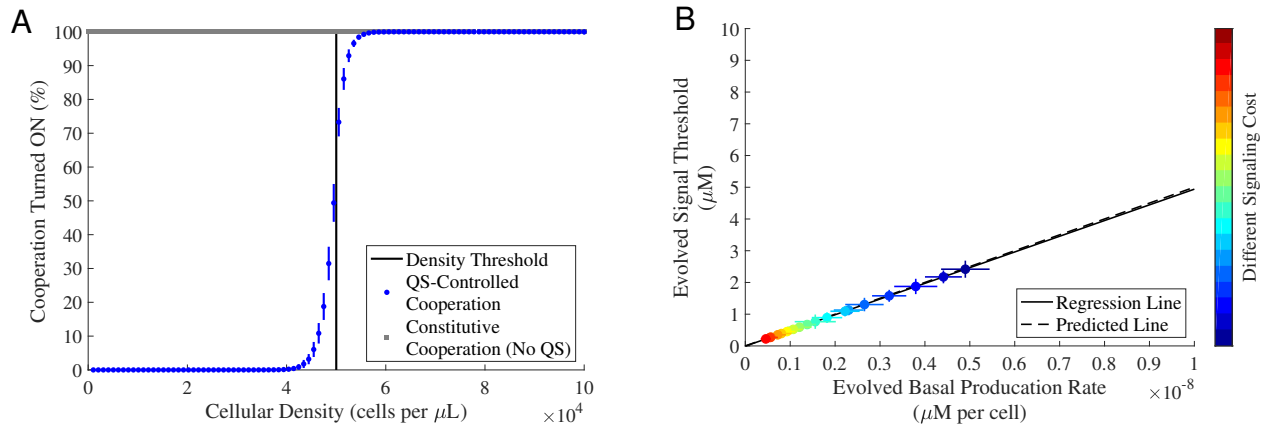 A
Cooperation Turned ON (%)
100
90
80
70
60
50
40
30
20
10
0
0
2
4
6
8
10
×10⁴
Cellular Density (cells per μL)
Density Threshold
QS-Controlled
Cooperation
Constitutive
Cooperation (No QS)
B
Evolved Signal Threshold
(μM)
10
9
8
7
6
5
4
3
2
1
0
0
0.1
0.2
0.3
0.4
0.5
0.6
0.7
0.8
0.9
1
×10⁻⁸
Evolved Basal Producation Rate
(μM per cell)
Regression Line
Predicted Line
Different Signaling Cost